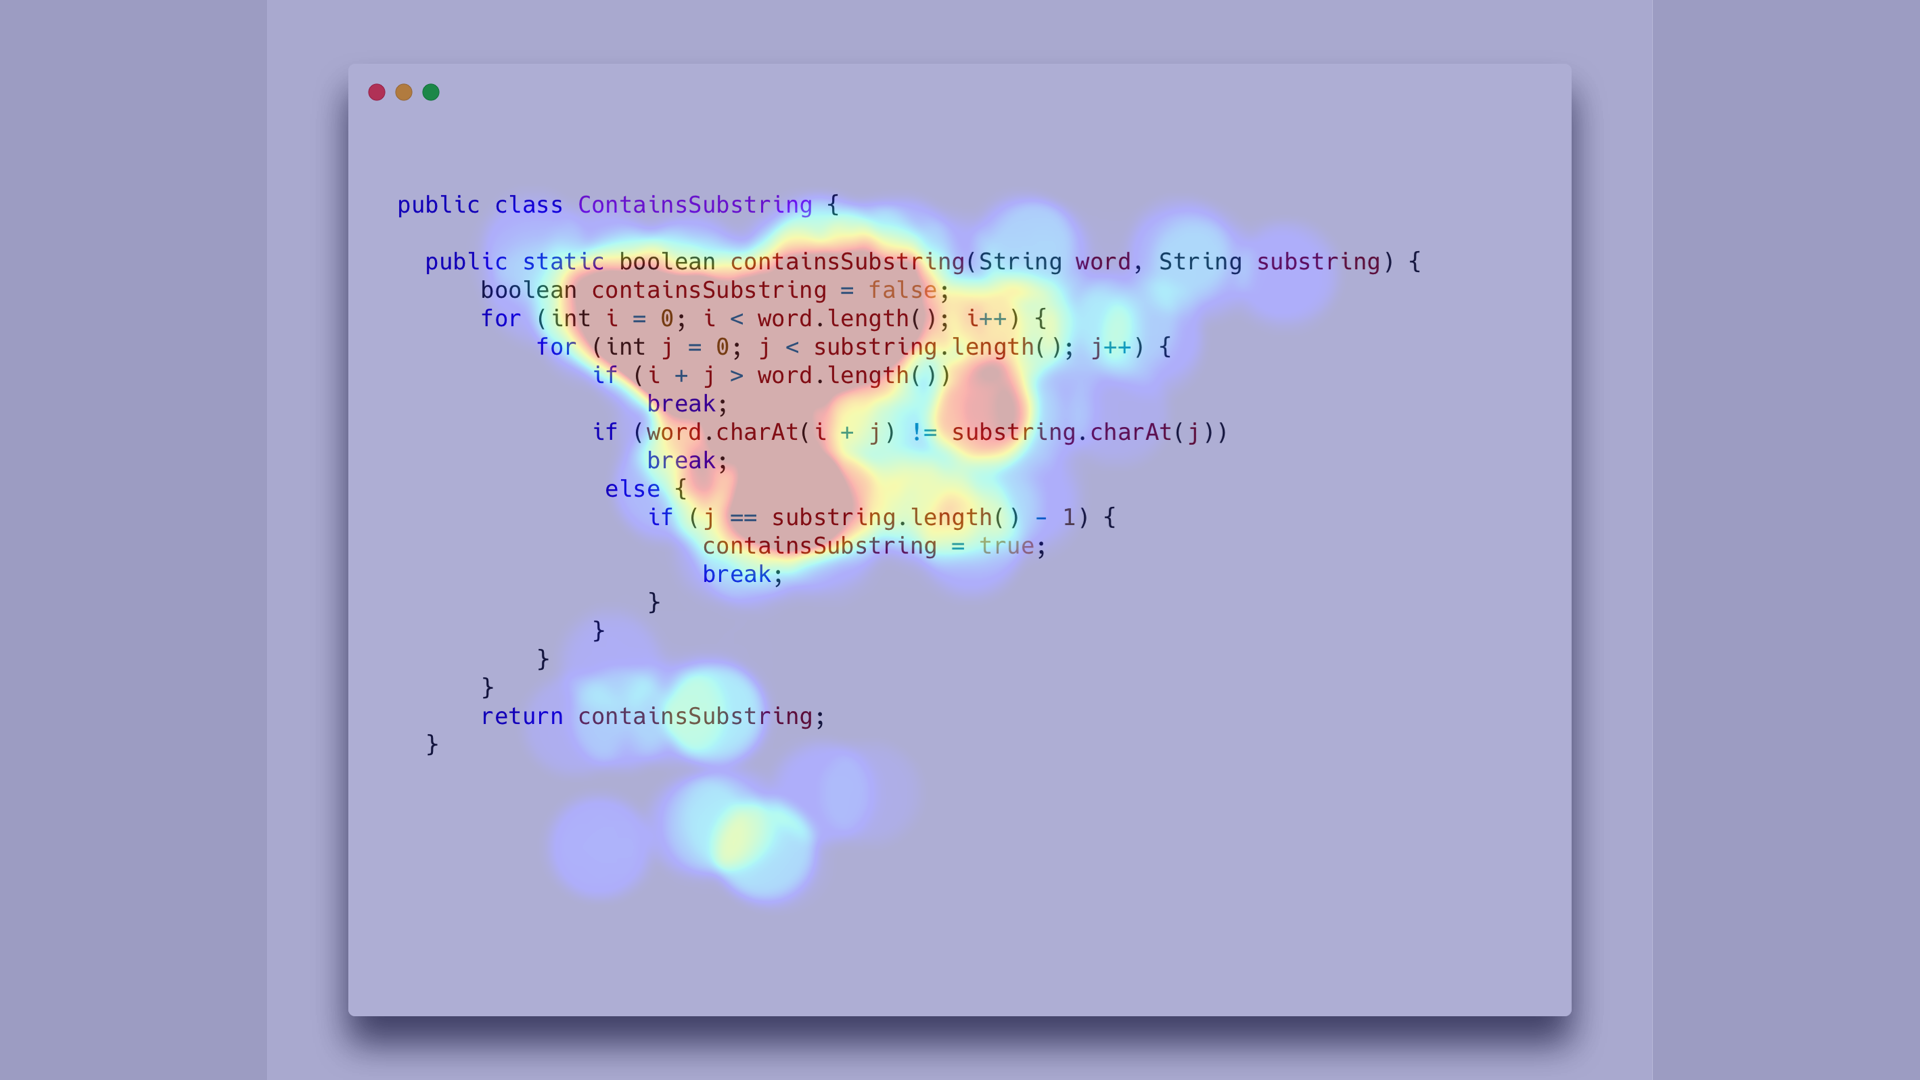 public class ContainsSubstring {
public static boolean containsSubstring(String word, String substring) {
boolean containsSubstring = false;
for (int i = 0; i < word.length(); i++) {
for (int j = 0; j < substring.length(); j++) {
if (i + j > word.length())
break;
if (word.charAt(i + j) != substring.charAt(j))
break;
else {
if (j == substring.length() - 1) {
containsSubstring = true;
break;
}
}
}
}
return containsSubstring;
}